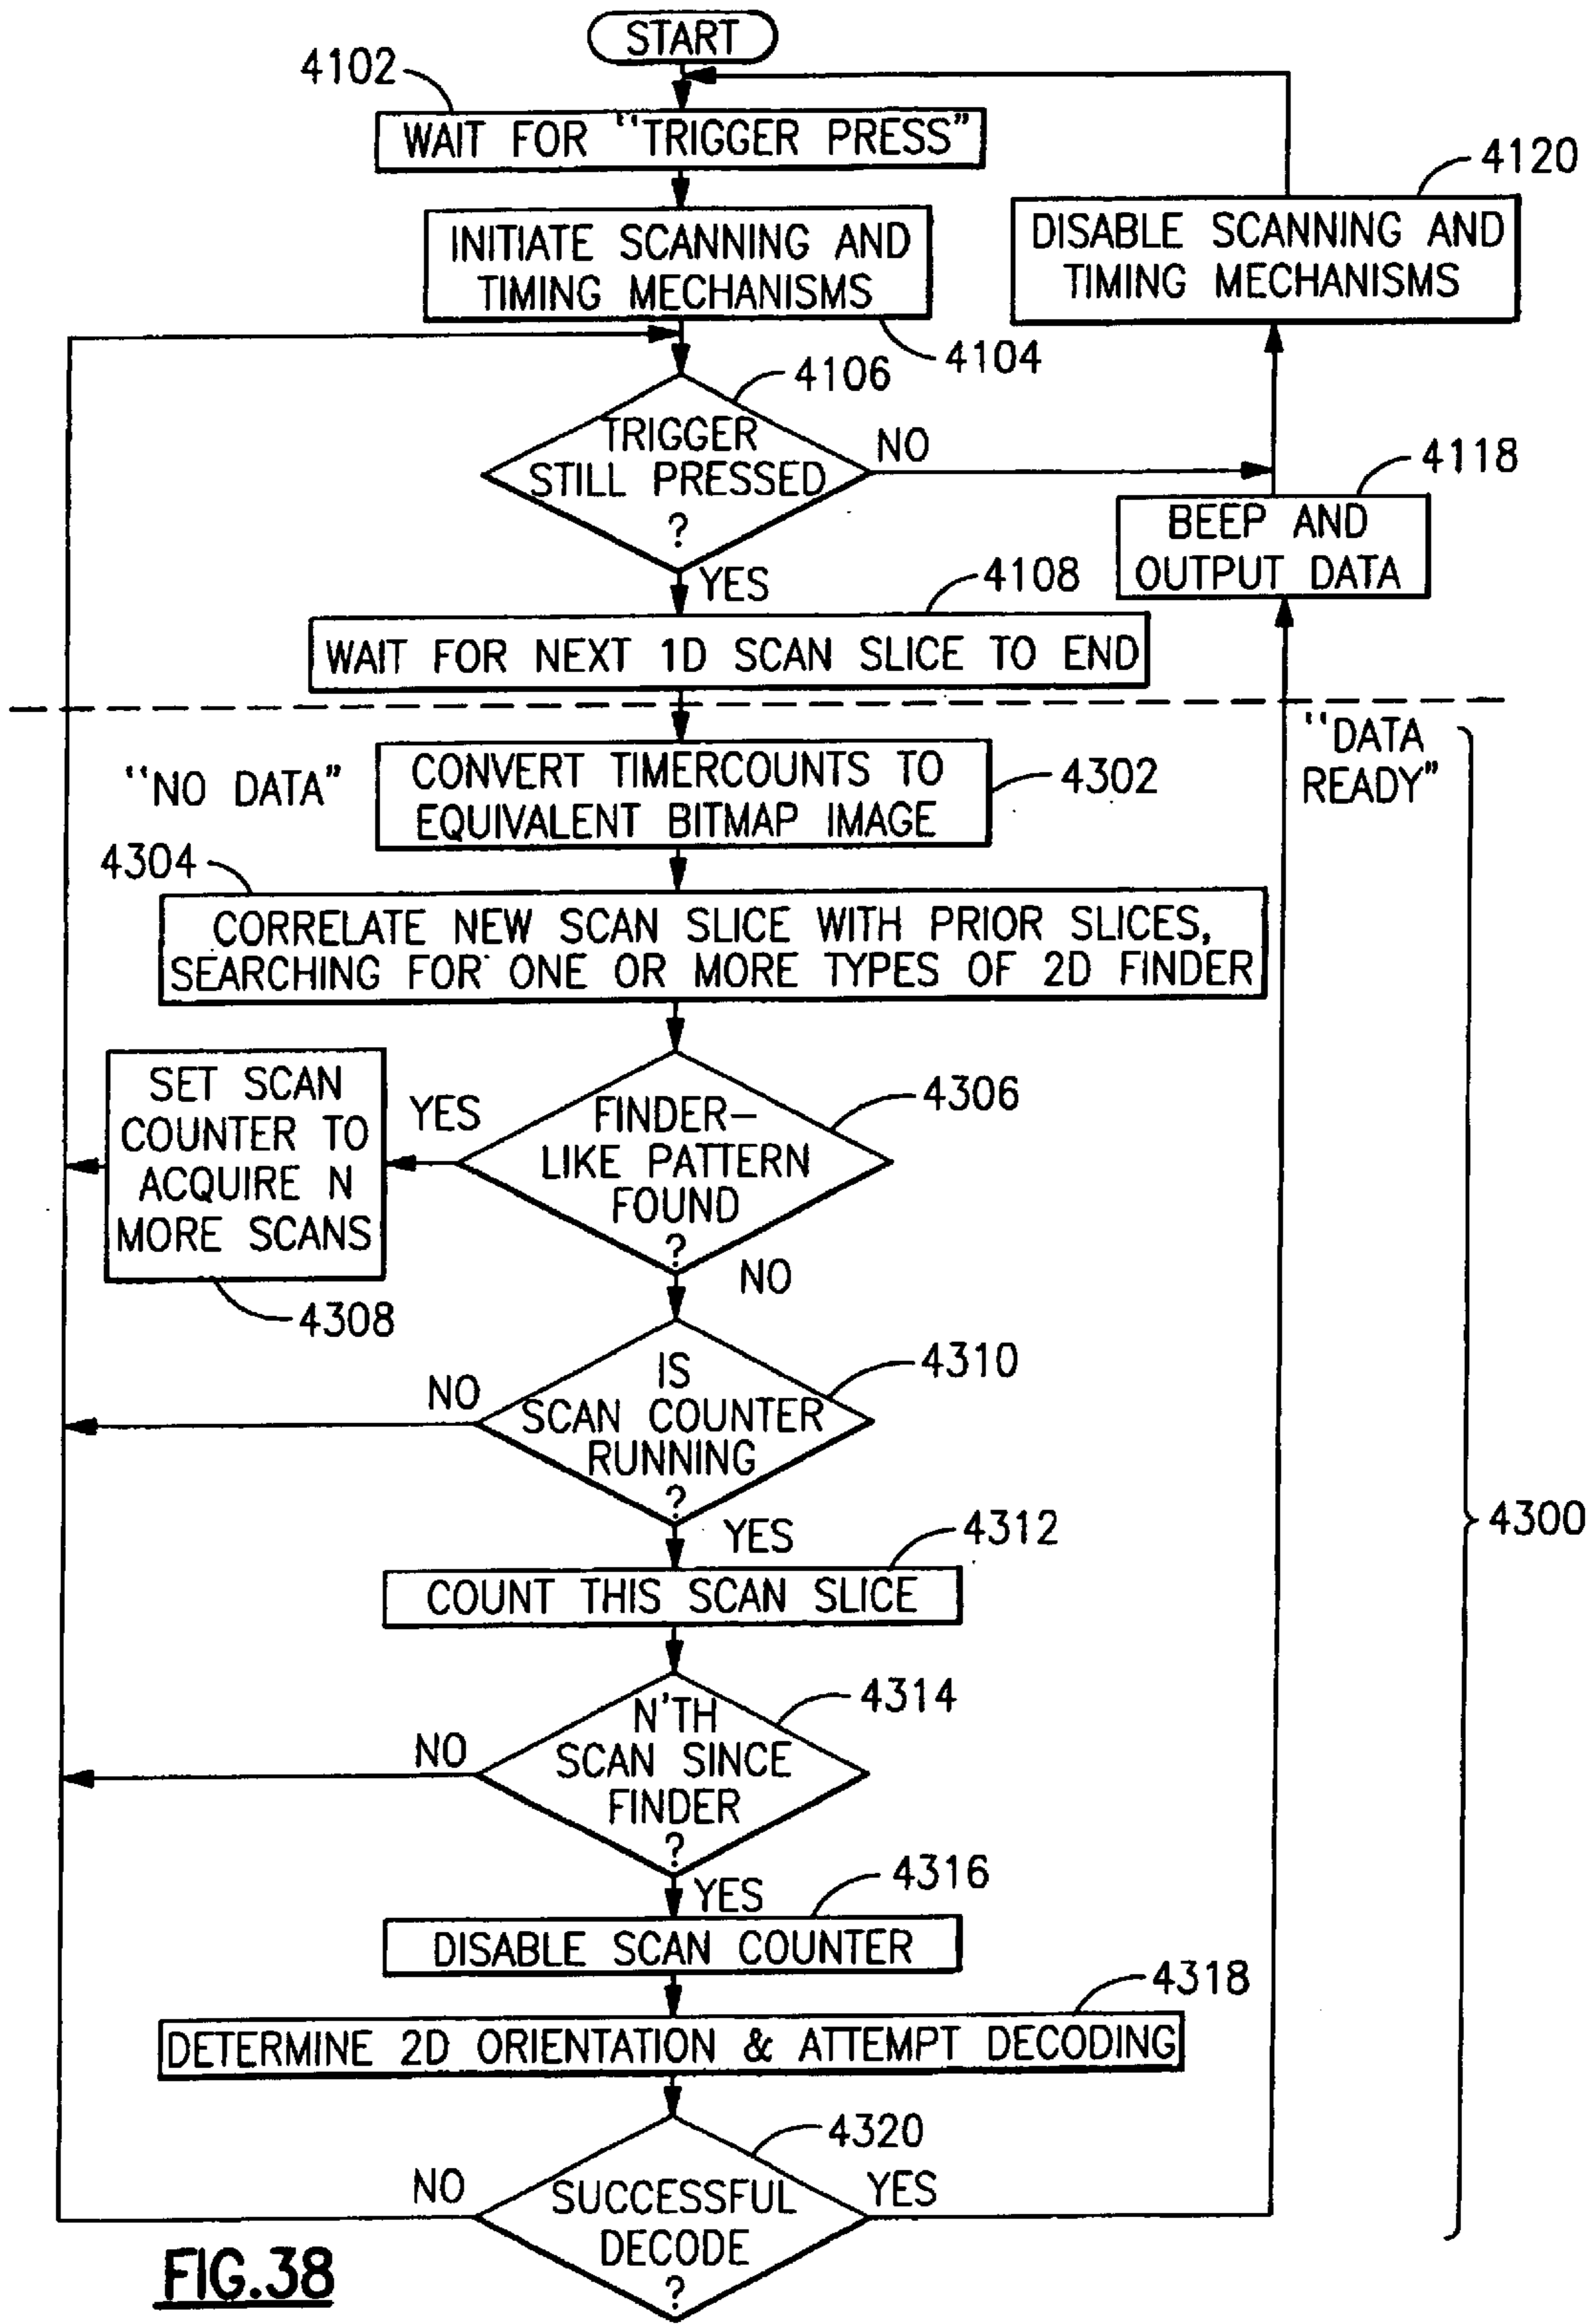 START
4102
WAIT FOR "TRIGGER PRESS"
4120
INITIATE SCANNING AND
TIMING MECHANISMS
DISABLE SCANNING AND
TIMING MECHANISMS
4104
4106
TRIGGER
STILL PRESSED
?
NO
4118
BEEP AND
OUTPUT DATA
YES
4108
WAIT FOR NEXT 1D SCAN SLICE TO END
"NO DATA"
"DATA
READY"
CONVERT TIMERCOUNTS TO
EQUIVALENT BITMAP IMAGE
4302
4304
CORRELATE NEW SCAN SLICE WITH PRIOR SLICES,
SEARCHING FOR ONE OR MORE TYPES OF 2D FINDER
SET SCAN
COUNTER TO
ACQUIRE N
MORE SCANS
4308
YES
FINDER-
LIKE PATTERN
FOUND
?
4306
NO
IS
SCAN COUNTER
RUNNING
?
4310
NO
YES
4312
4300
COUNT THIS SCAN SLICE
N'TH
SCAN SINCE
FINDER
?
4314
NO
YES
4316
DISABLE SCAN COUNTER
4318
DETERMINE 2D ORIENTATION & ATTEMPT DECODING
4320
NO
SUCCESSFUL
DECODE
?
YES
FIG.38